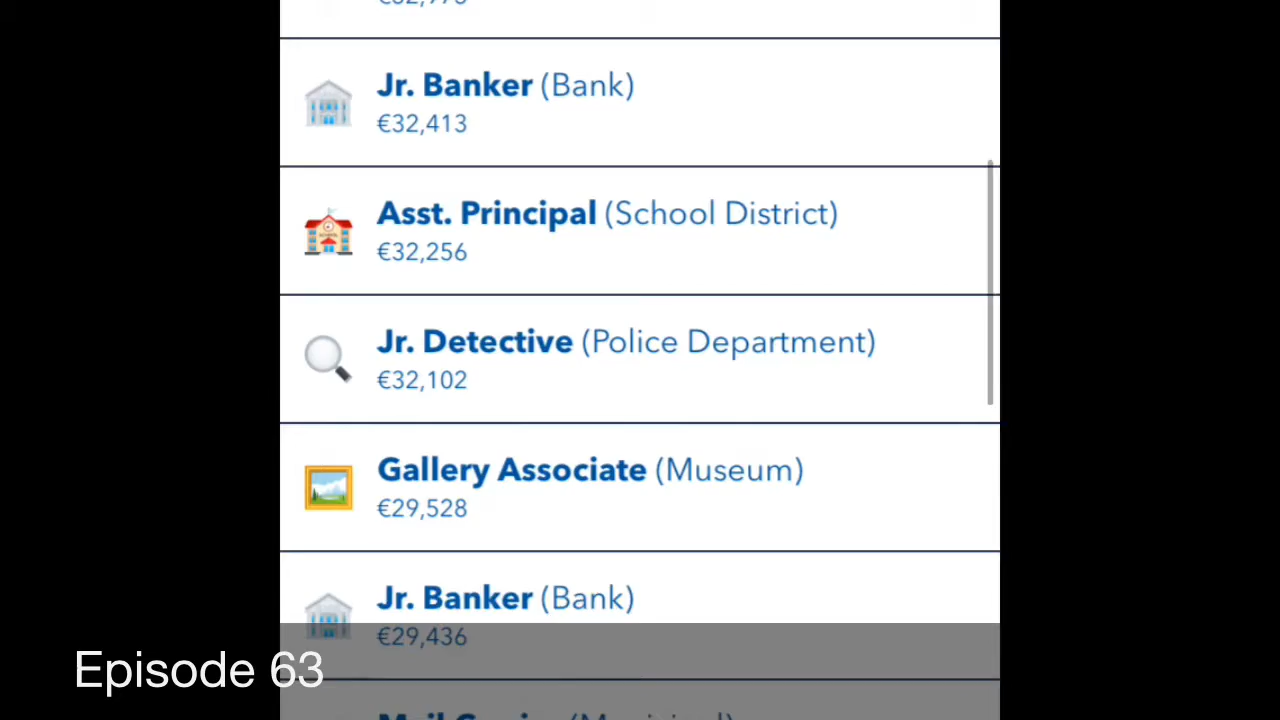 Jr. Banker (Bank)
€32,413
Asst. Principal (School District)
€32,256
Jr. Detective (Police Department)
€32,102
Gallery Associate (Museum)
€29,528
Jr. Banker (Bank)
€29,436
Episode 63